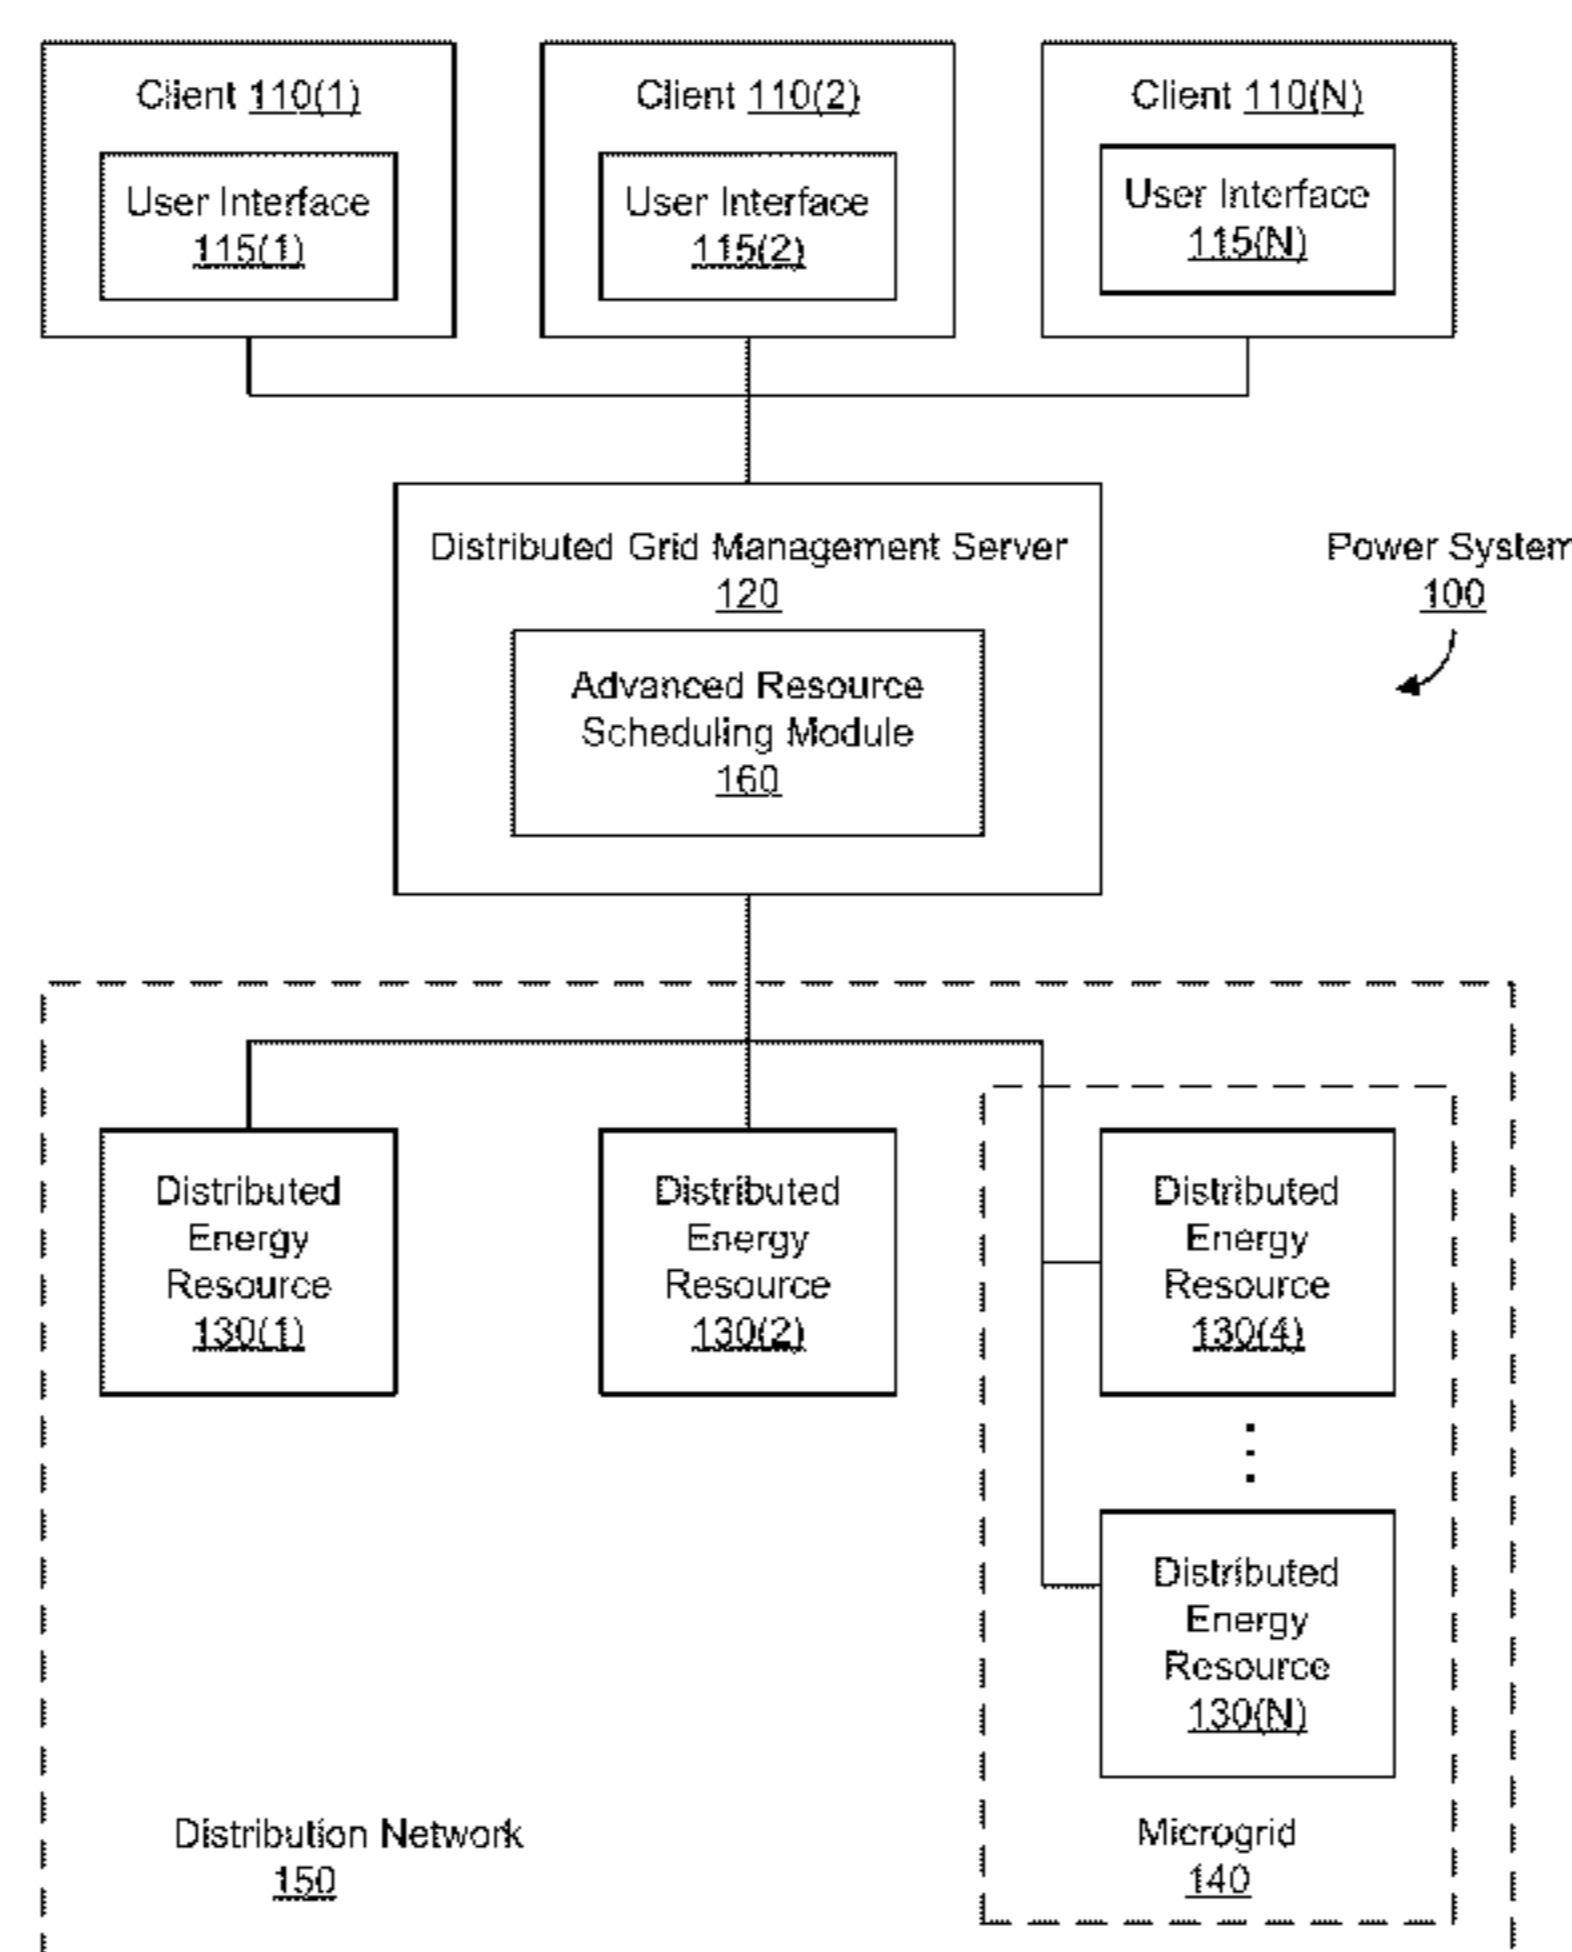 Client 110(1)
User Interface
115(1)
Client 110(2)
User Interface
115(2)
Client 110(N)
User Interface
115(N)
Distributed Grid Management Server
120
Advanced Resource
Scheduling Module
160
Power System
100
Distributed
Energy
Resource
130(1)
Distributed
Energy
Resource
130(2)
Distributed
Energy
Resource
130(4)
Distributed
Energy
Resource
130(N)
Distribution Network
150
Microgrid
140